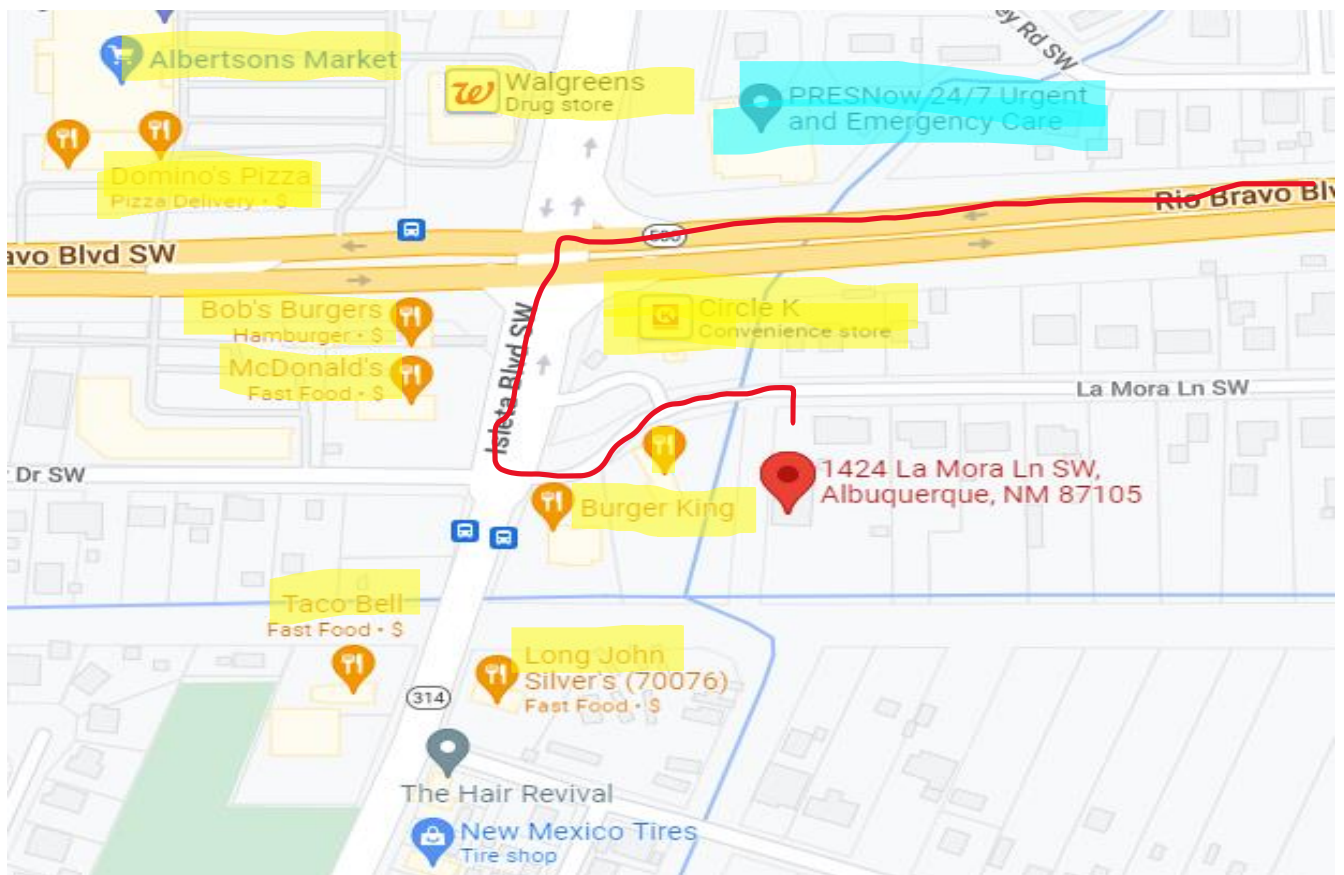 ey Rd SW
Albertsons Market
Walgreens
Drug store
PRESNow 24/7 Urgent
and Emergency Care
Domino's Pizza
Pizza Delivery · $
Rio Bravo Blv
avo Blvd SW
Bob's Burgers
Hamburger · $
Circle K
Convenience store
McDonald's
Fast Food · $
Isleta Blvd SW
La Mora Ln SW
Dr SW
1424 La Mora Ln SW,
Albuquerque, NM 87105
Burger King
Taco Bell
Fast Food · $
Long John
Silver's (70076)
Fast Food · $
314
The Hair Revival
New Mexico Tires
Tire shop